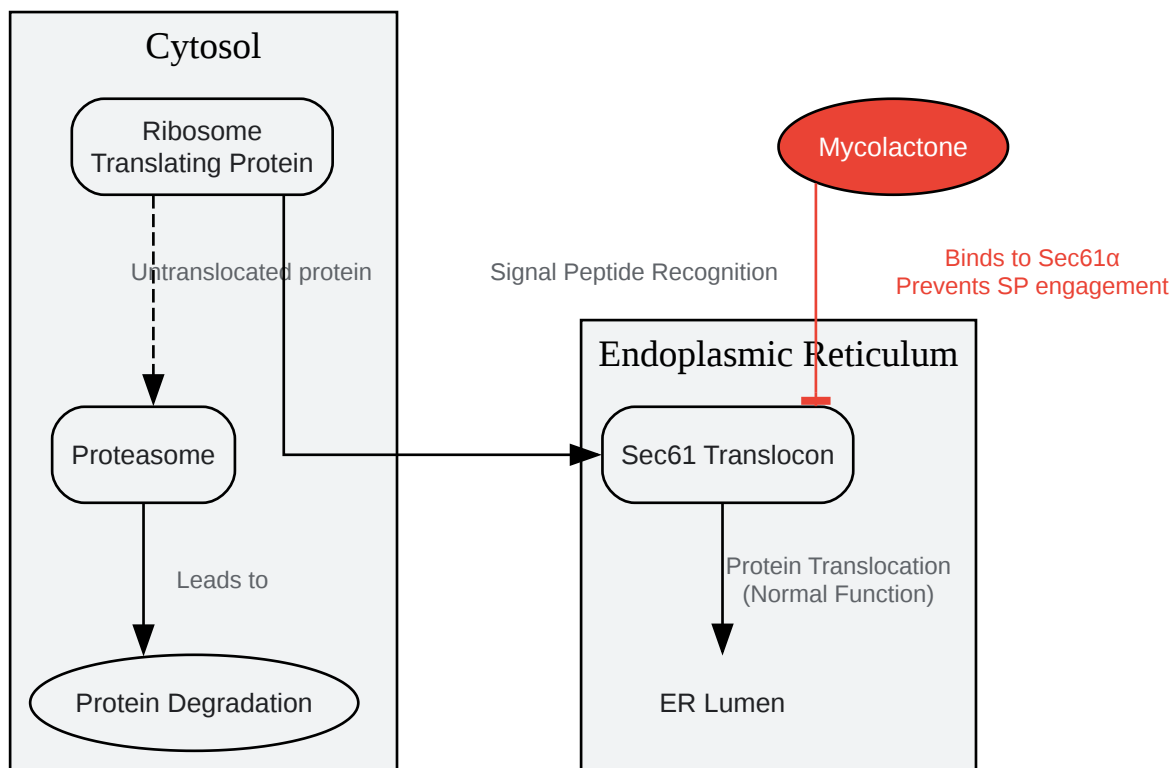 Cytosol
Ribosome
Translating Protein
Mycolactone
Untranslocated protein
Signal Peptide Recognition
Binds to Sec61α
Prevents SP engagement
Endoplasmic Reticulum
Proteasome
Sec61 Translocon
Leads to
Protein Translocation
(Normal Function)
Protein Degradation
ER Lumen